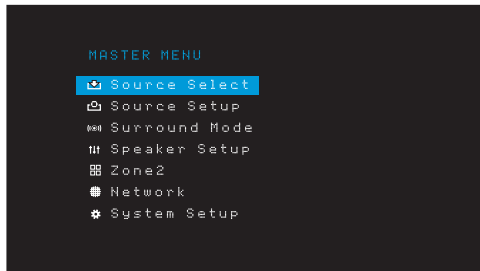 MASTER MENU
Source Select
Source Setup
Surround Mode
Speaker Setup
Zone2
Network
System Setup